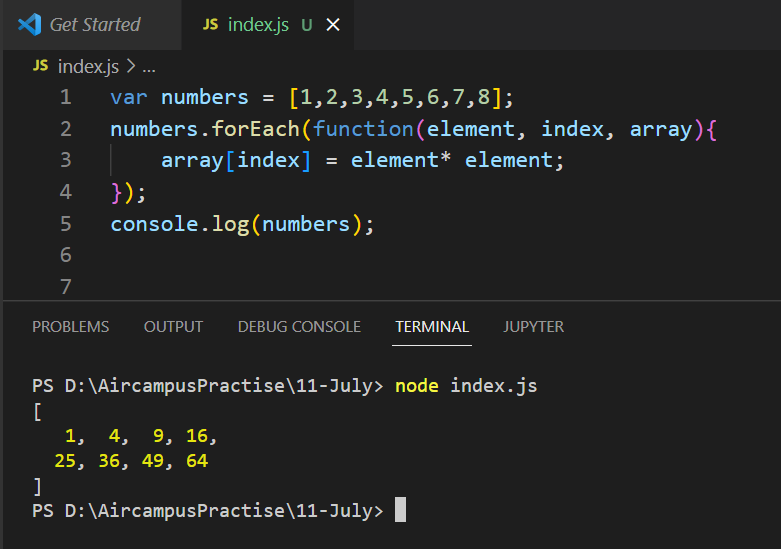 Get Started JS index.js U
JS index.js > ...
1 var numbers = [1,2,3,4,5,6,7,8];
2 numbers.forEach(function(element, index, array){
3     array[index] = element* element;
4 });
5 console.log(numbers);
6
7
PROBLEMS OUTPUT DEBUG CONSOLE TERMINAL JUPYTER
PS D:\AircampusPractise\11-July> node index.js
[
   1,  4,  9, 16,
  25, 36, 49, 64
]
PS D:\AircampusPractise\11-July>